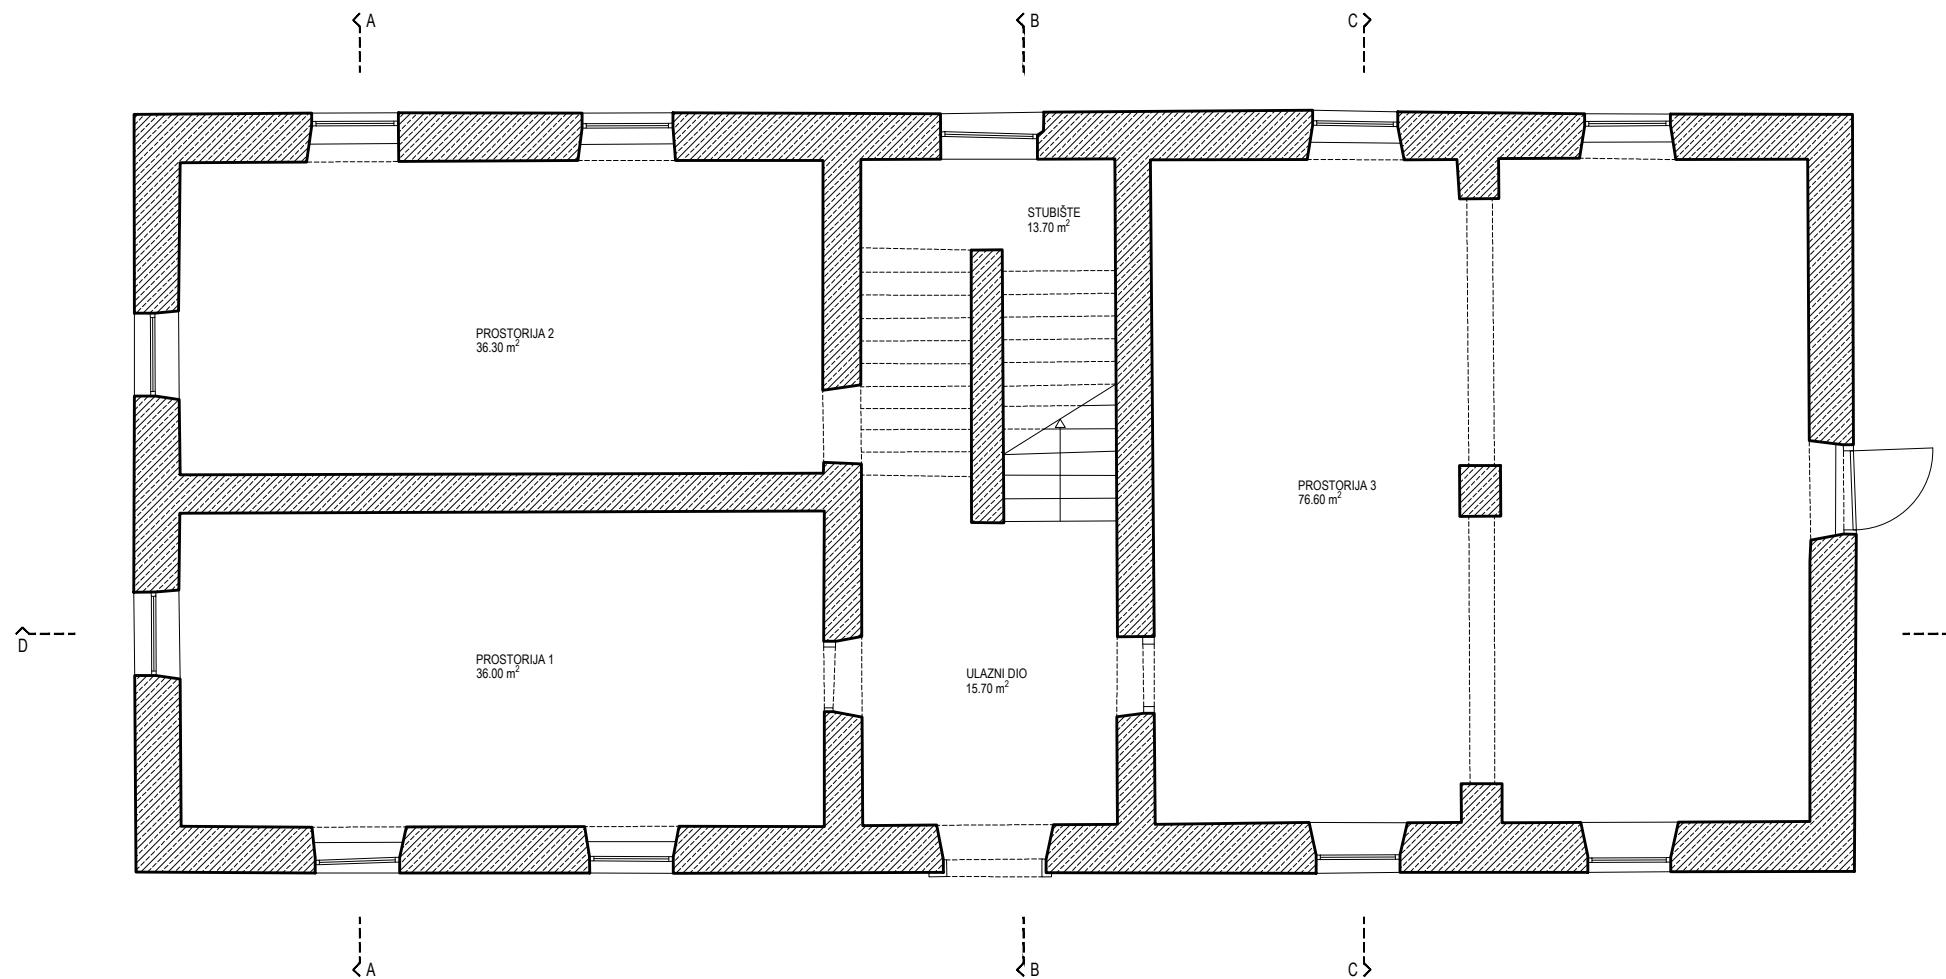 A
B
C
STUBIŠTE
13.70 m²
PROSTORIJA 2
36.30 m²
PROSTORIJA 3
76.60 m²
D
PROSTORIJA 1
36.00 m²
ULAZNI DIO
15.70 m²
A
B
C